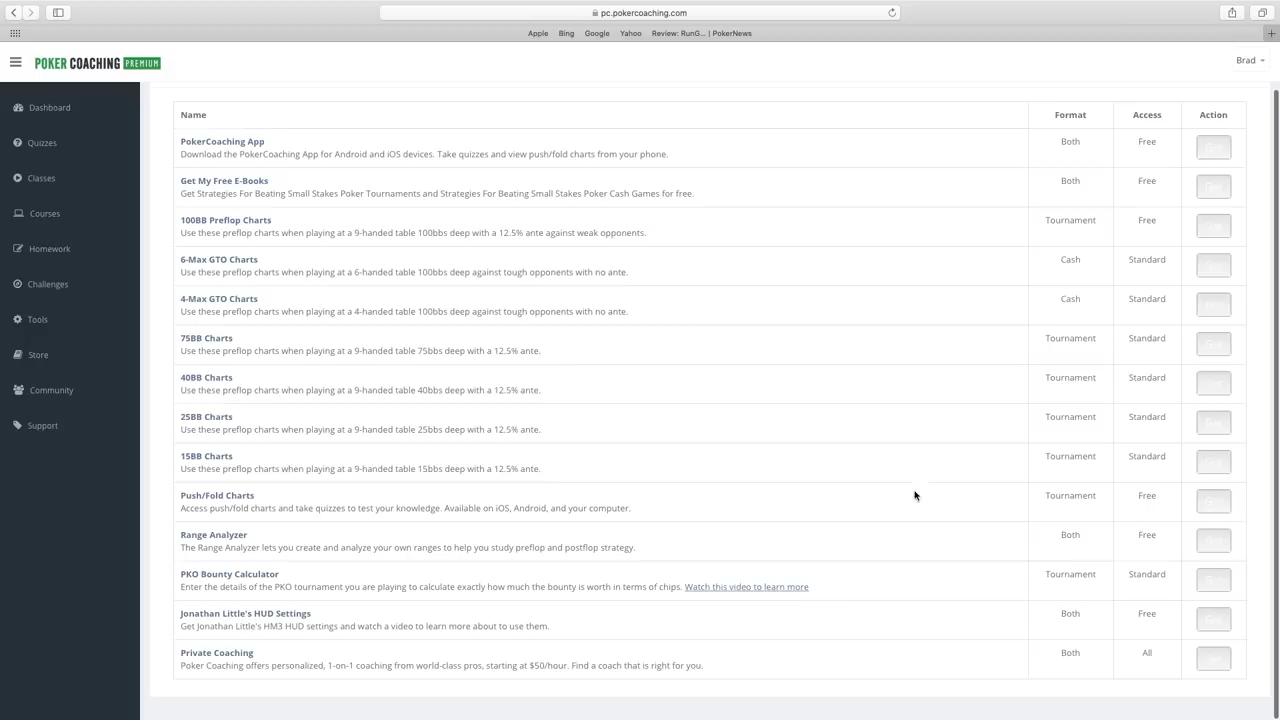 pc.pokercoaching.com
Apple Bing Google Yahoo Review: RunG... | PokerNews
POKER COACHING PREMIUM
Brad
Dashboard
Quizzes
Classes
Courses
Homework
Challenges
Tools
Store
Community
Support
Name Format Access Action
PokerCoaching App Both Free
Download the PokerCoaching App for Android and iOS devices. Take quizzes and view push/fold charts from your phone.
Get My Free E-Books Both Free
Get Strategies For Beating Small Stakes Poker Tournaments and Strategies For Beating Small Stakes Poker Cash Games for free.
100BB Preflop Charts Tournament Free
Use these preflop charts when playing at a 9-handed table 100bbs deep with a 12.5% ante against weak opponents.
6-Max GTO Charts Cash Standard
Use these preflop charts when playing at a 6-handed table 100bbs deep against tough opponents with no ante.
4-Max GTO Charts Cash Standard
Use these preflop charts when playing at a 4-handed table 100bbs deep against tough opponents with no ante.
75BB Charts Tournament Standard
Use these preflop charts when playing at a 9-handed table 75bbs deep with a 12.5% ante.
40BB Charts Tournament Standard
Use these preflop charts when playing at a 9-handed table 40bbs deep with a 12.5% ante.
25BB Charts Tournament Standard
Use these preflop charts when playing at a 9-handed table 25bbs deep with a 12.5% ante.
15BB Charts Tournament Standard
Use these preflop charts when playing at a 9-handed table 15bbs deep with a 12.5% ante.
Push/Fold Charts Tournament Free
Access push/fold charts and take quizzes to test your knowledge. Available on iOS, Android, and your computer.
Range Analyzer Both Free
The Range Analyzer lets you create and analyze your own ranges to help you study preflop and postflop strategy.
PKO Bounty Calculator Tournament Standard
Enter the details of the PKO tournament you are playing to calculate exactly how much the bounty is worth in terms of chips. Watch this video to learn more
Jonathan Little's HUD Settings Both Free
Get Jonathan Little's HM3 HUD settings and watch a video to learn more about to use them.
Private Coaching Both All
Poker Coaching offers personalized, 1-on-1 coaching from world-class pros, starting at $50/hour. Find a coach that is right for you.